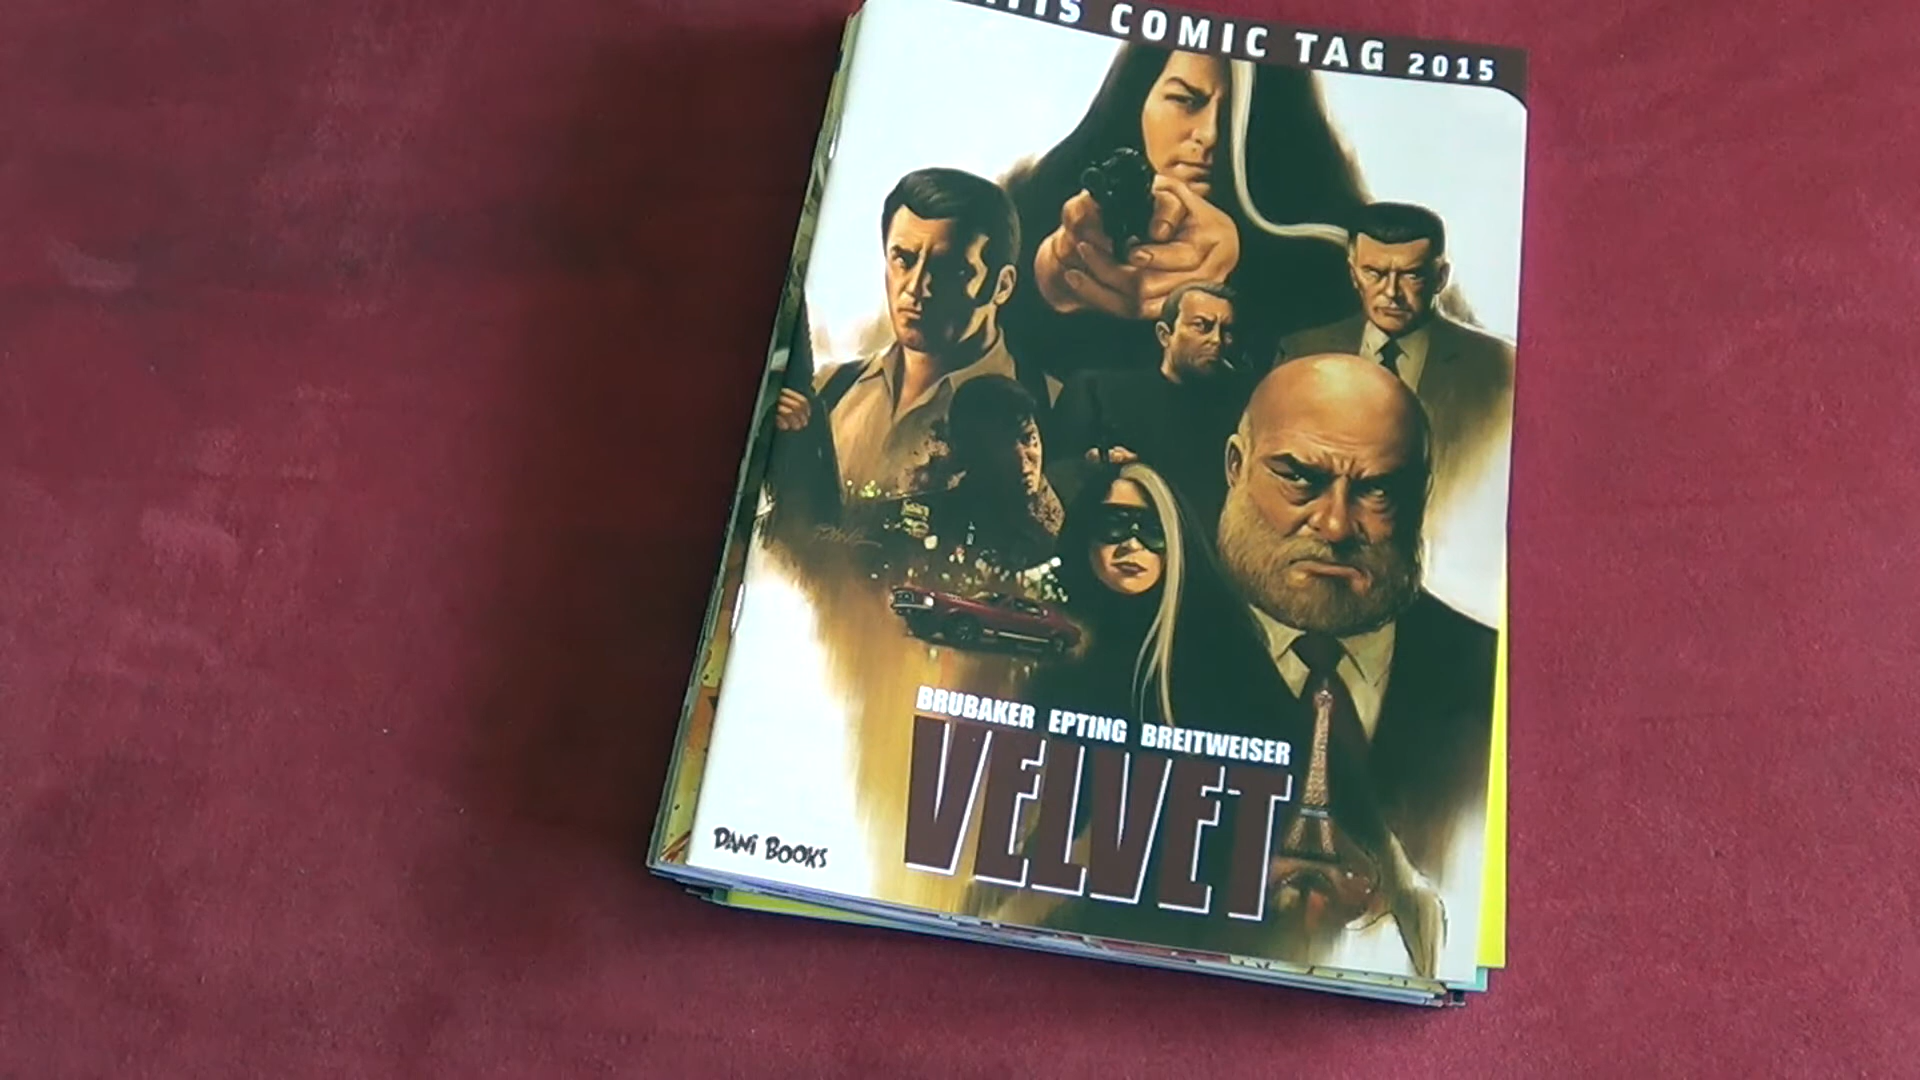 COMIC TAG 2015
BRUBAKER EPTING BREITWEISER
VELVET
DANI BOOKS